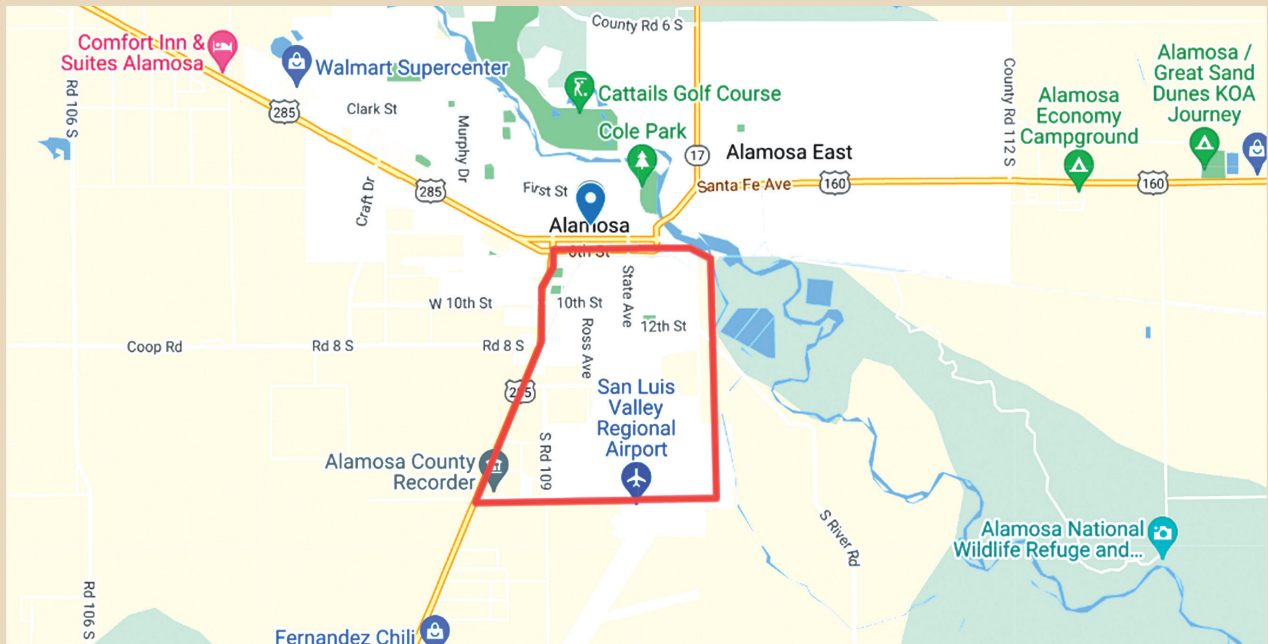 County Rd 6 S
Comfort Inn &
Suites Alamosa
Walmart Supercenter
Rd 106 S
285
Clark St
Murphy Dr
Cattails Golf Course
Cole Park
17
Alamosa East
County Rd 112 S
Alamosa
Economy
Campground
Alamosa /
Great Sand
Dunes KOA
Journey
285
Craft Dr
First St
Santa Fe Ave
160
160
Alamosa
6th St
State Ave
W 10th St
10th St
12th St
Ross Ave
Coop Rd
Rd 8 S
Rd 8 S
285
San Luis
Valley
Regional
Airport
Alamosa County
Recorder
S Rd 109
S River Rd
Alamosa National
Wildlife Refuge and...
Rd 106 S
Fernandez Chili